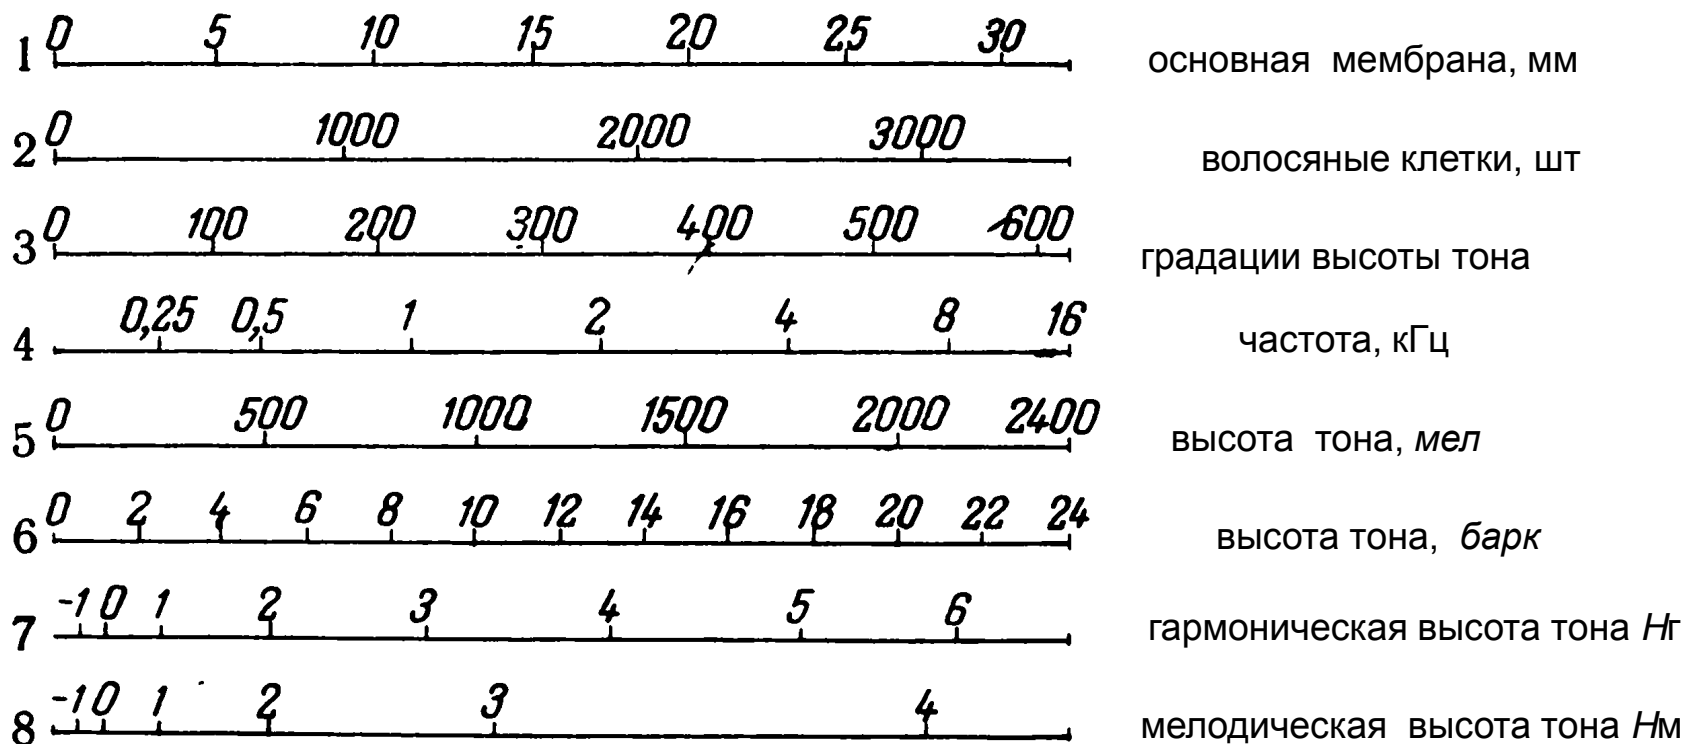 0 5 10 15 20 25 30
1 основная мембрана, мм
0 1000 2000 3000
2 волосяные клетки, шт
0 100 200 300 400 500 600
3 градации высоты тона
0,25 0,5 1 2 4 8 16
4 частота, кГц
0 500 1000 1500 2000 2400
5 высота тона, мел
0 2 4 6 8 10 12 14 16 18 20 22 24
6 высота тона, барк
-1 0 1 2 3 4 5 6
7 гармоническая высота тона Нг
-1 0 1 2 3 4
8 мелодическая высота тона Нм